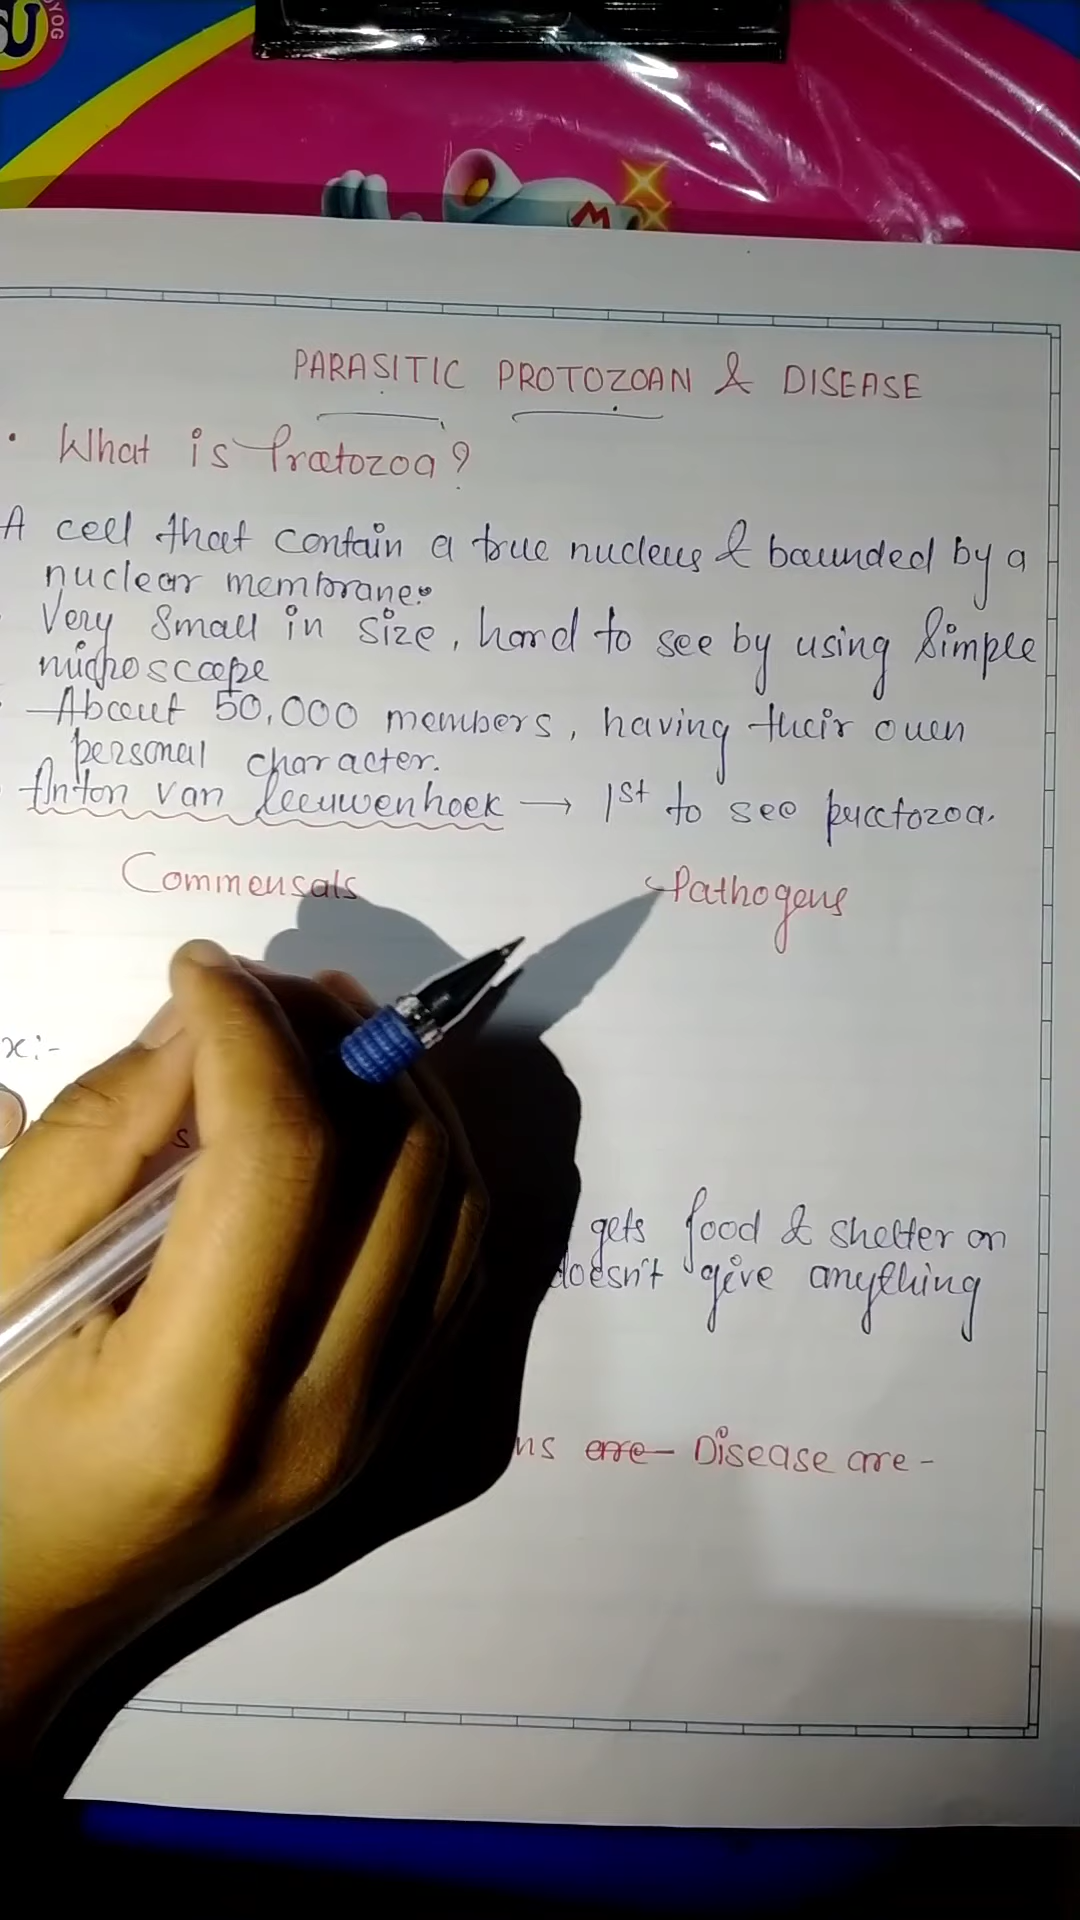 PARASITIC PROTOZOAN & DISEASE
• What is Protozoa?
A cell that contain a true nucleus & bounded by a
nuclear membrane.
Very Small in size, hard to see by using Simple
microscope
About 50,000 members, having their own
personal character.
Anton van leeuwenhoek → 1st to see protozoa.
Commensals
Pathogens
x:-
s
gets food & shelter on
doesn't give anything
ns are Disease are -
M